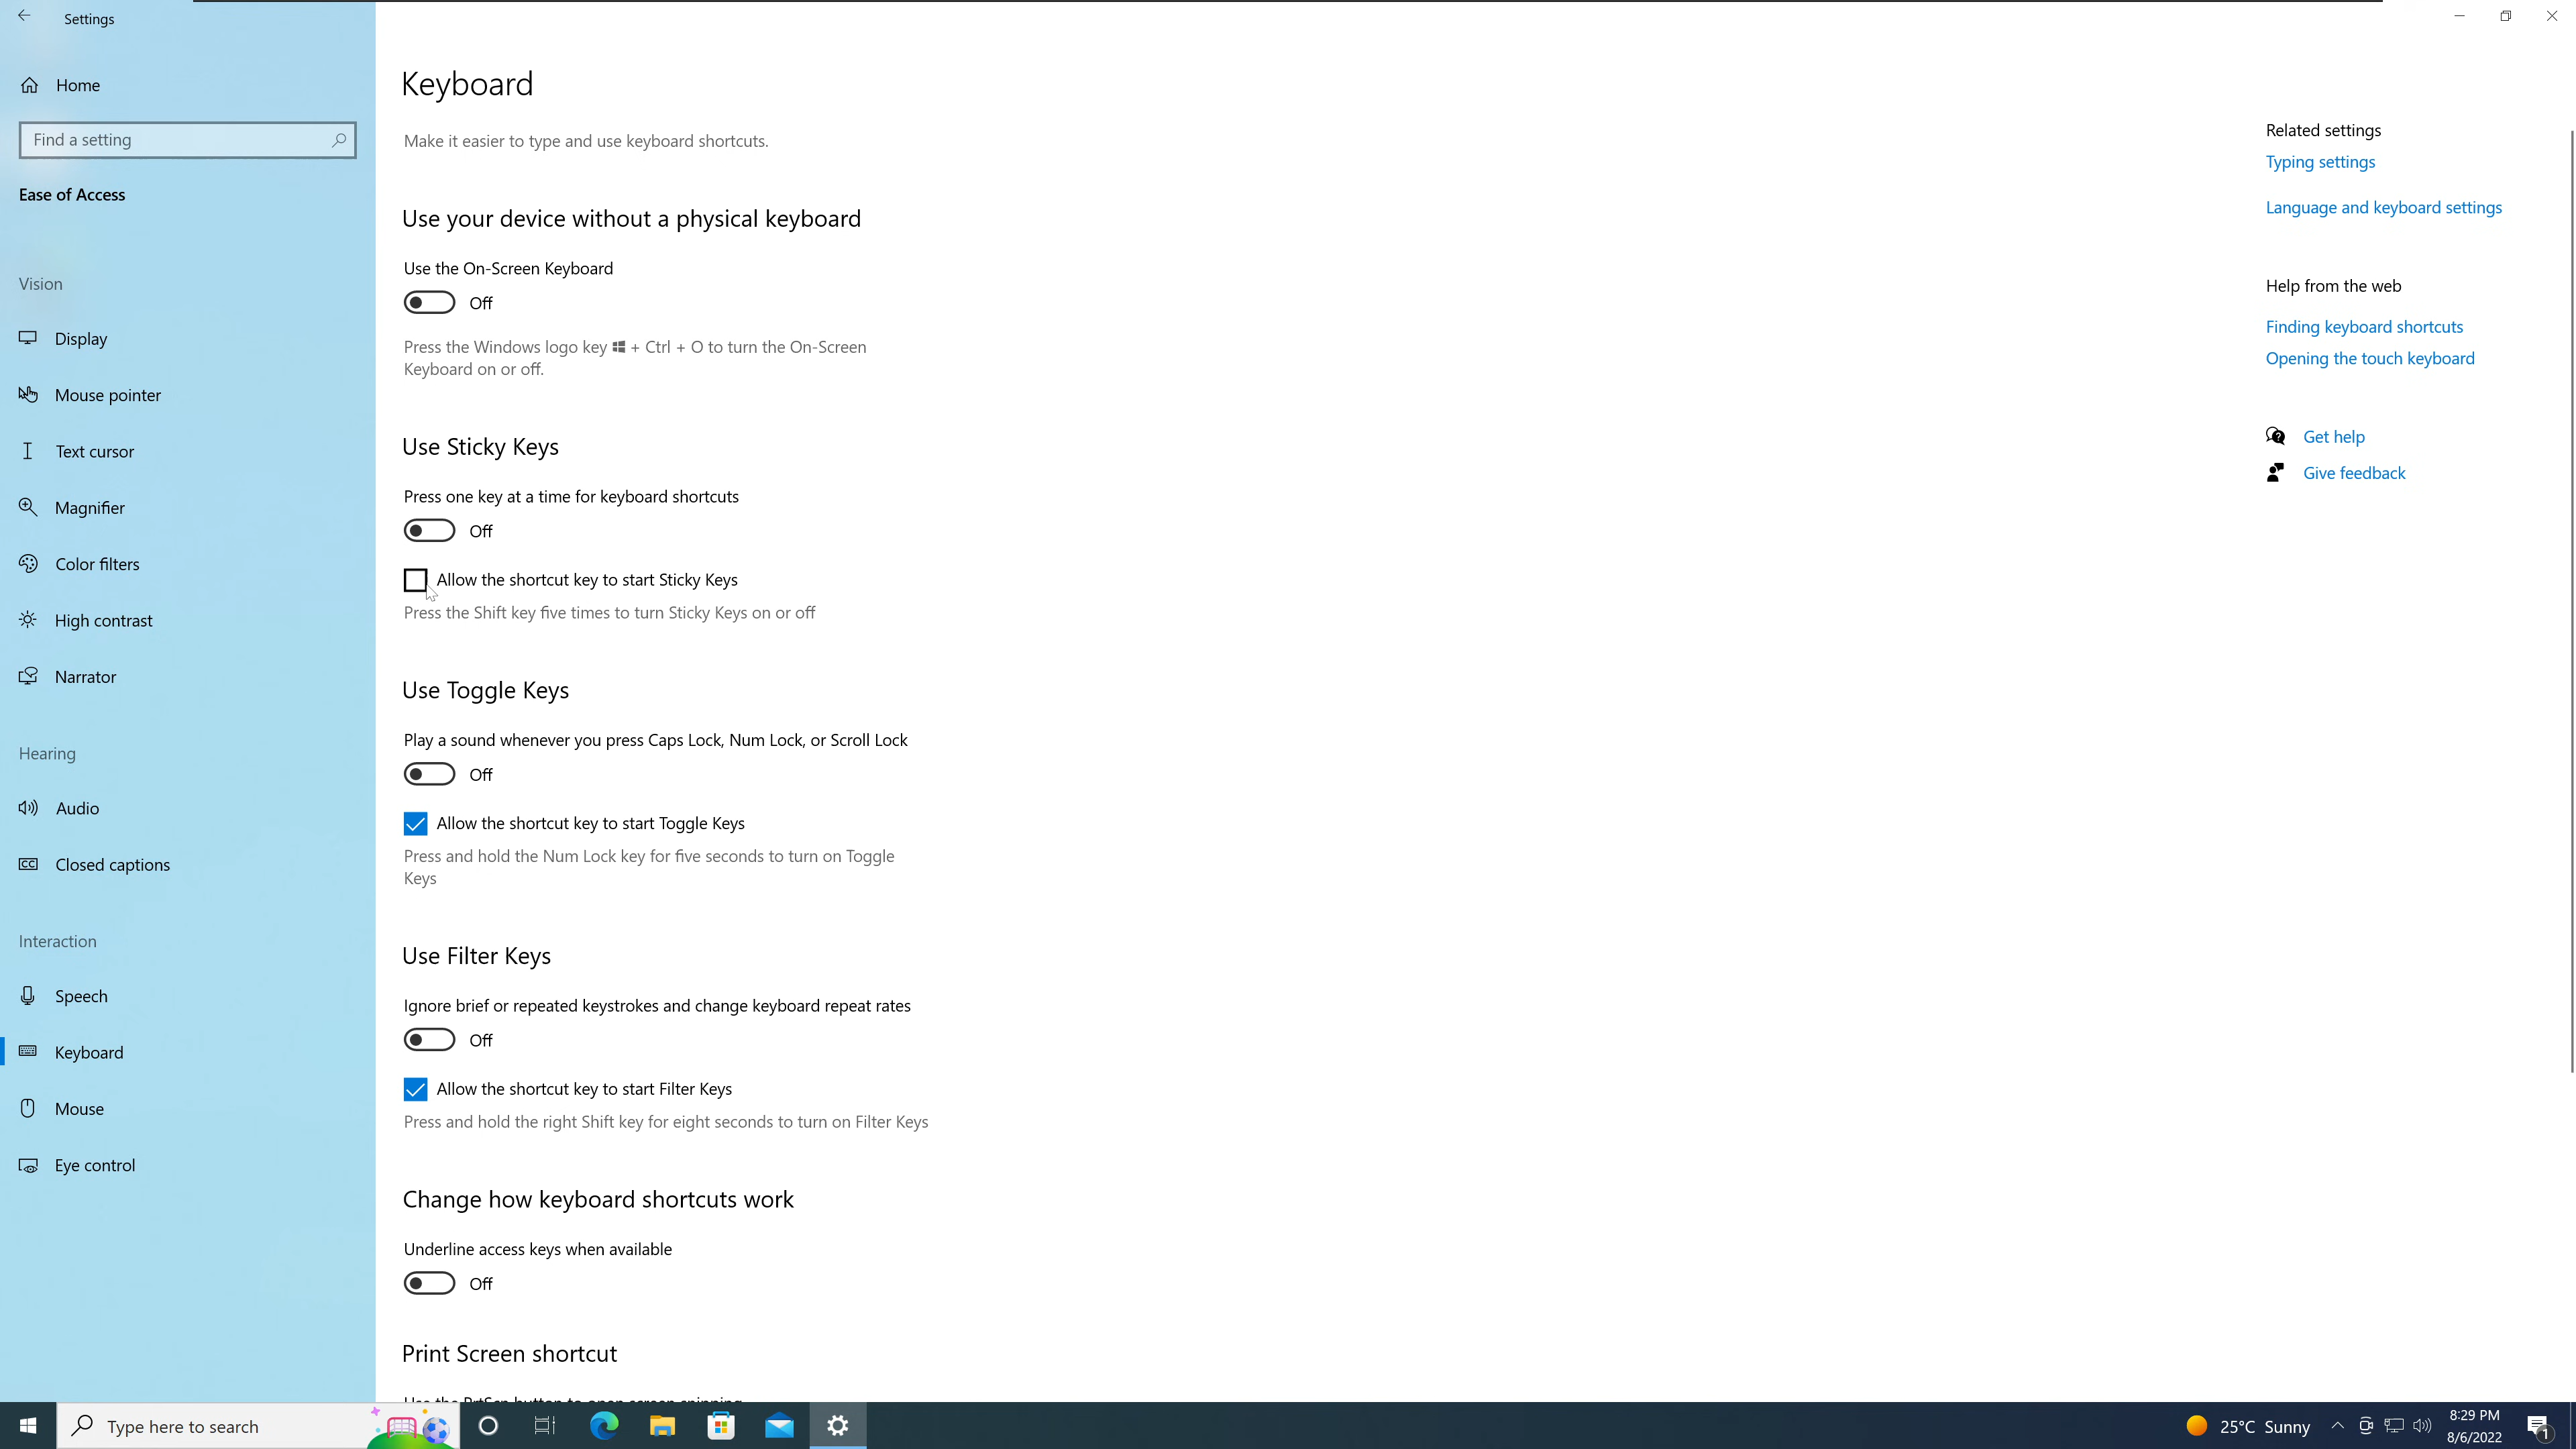 Settings
Home
Find a setting
Ease of Access
Vision
Display
Mouse pointer
Text cursor
Magnifier
Color filters
High contrast
Narrator
Hearing
Audio
Closed captions
Interaction
Speech
Keyboard
Mouse
Eye control
Keyboard
Make it easier to type and use keyboard shortcuts.
Use your device without a physical keyboard
Use the On-Screen Keyboard
Off
Press the Windows logo key + Ctrl + O to turn the On-Screen
Keyboard on or off.
Use Sticky Keys
Press one key at a time for keyboard shortcuts
Off
Allow the shortcut key to start Sticky Keys
Press the Shift key five times to turn Sticky Keys on or off
Use Toggle Keys
Play a sound whenever you press Caps Lock, Num Lock, or Scroll Lock
Off
Allow the shortcut key to start Toggle Keys
Press and hold the Num Lock key for five seconds to turn on Toggle
Keys
Use Filter Keys
Ignore brief or repeated keystrokes and change keyboard repeat rates
Off
Allow the shortcut key to start Filter Keys
Press and hold the right Shift key for eight seconds to turn on Filter Keys
Change how keyboard shortcuts work
Underline access keys when available
Off
Print Screen shortcut
Use the PrtScn button to open screen snipping
Related settings
Typing settings
Language and keyboard settings
Help from the web
Finding keyboard shortcuts
Opening the touch keyboard
Get help
Give feedback
Type here to search
25°C Sunny
8:29 PM
8/6/2022
1